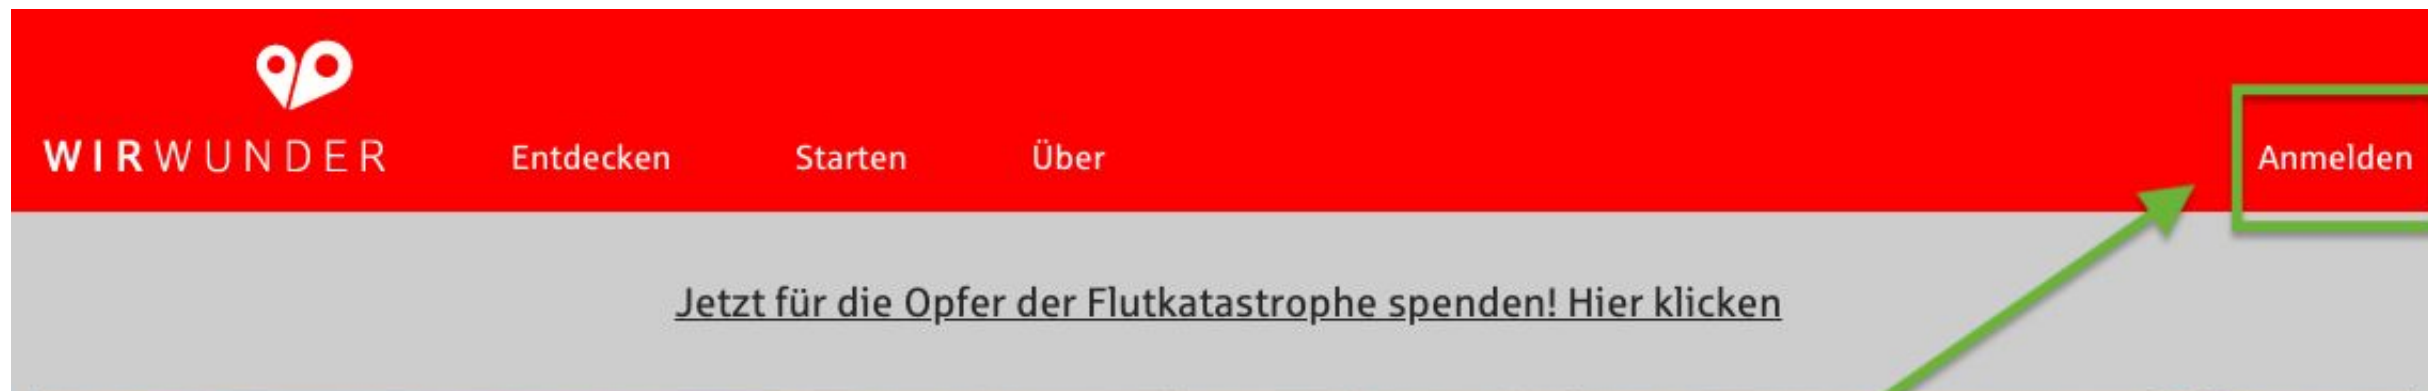 WIRWUNDER Entdecken Starten Über Anmelden
Jetzt für die Opfer der Flutkatastrophe spenden! Hier klicken